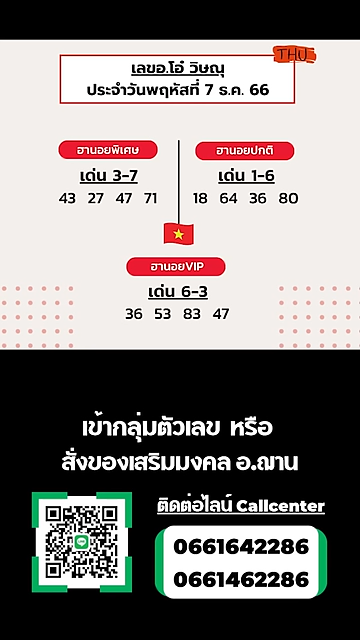 THU
เลขอ.โอ๋ วิษณุ
ประจำวันพฤหัสที่ 7 ธ.ค. 66
ฮานอยพิเศษ
เด่น 3-7
43 27 47 71
ฮานอยปกติ
เด่น 1-6
18 64 36 80
ฮานอยVIP
เด่น 6-3
36 53 83 47
เข้ากลุ่มตัวเลข หรือ
สั่งของเสริมมงคล อ.ฌาน
ติดต่อไลน์ Callcenter
0661642286
0661462286